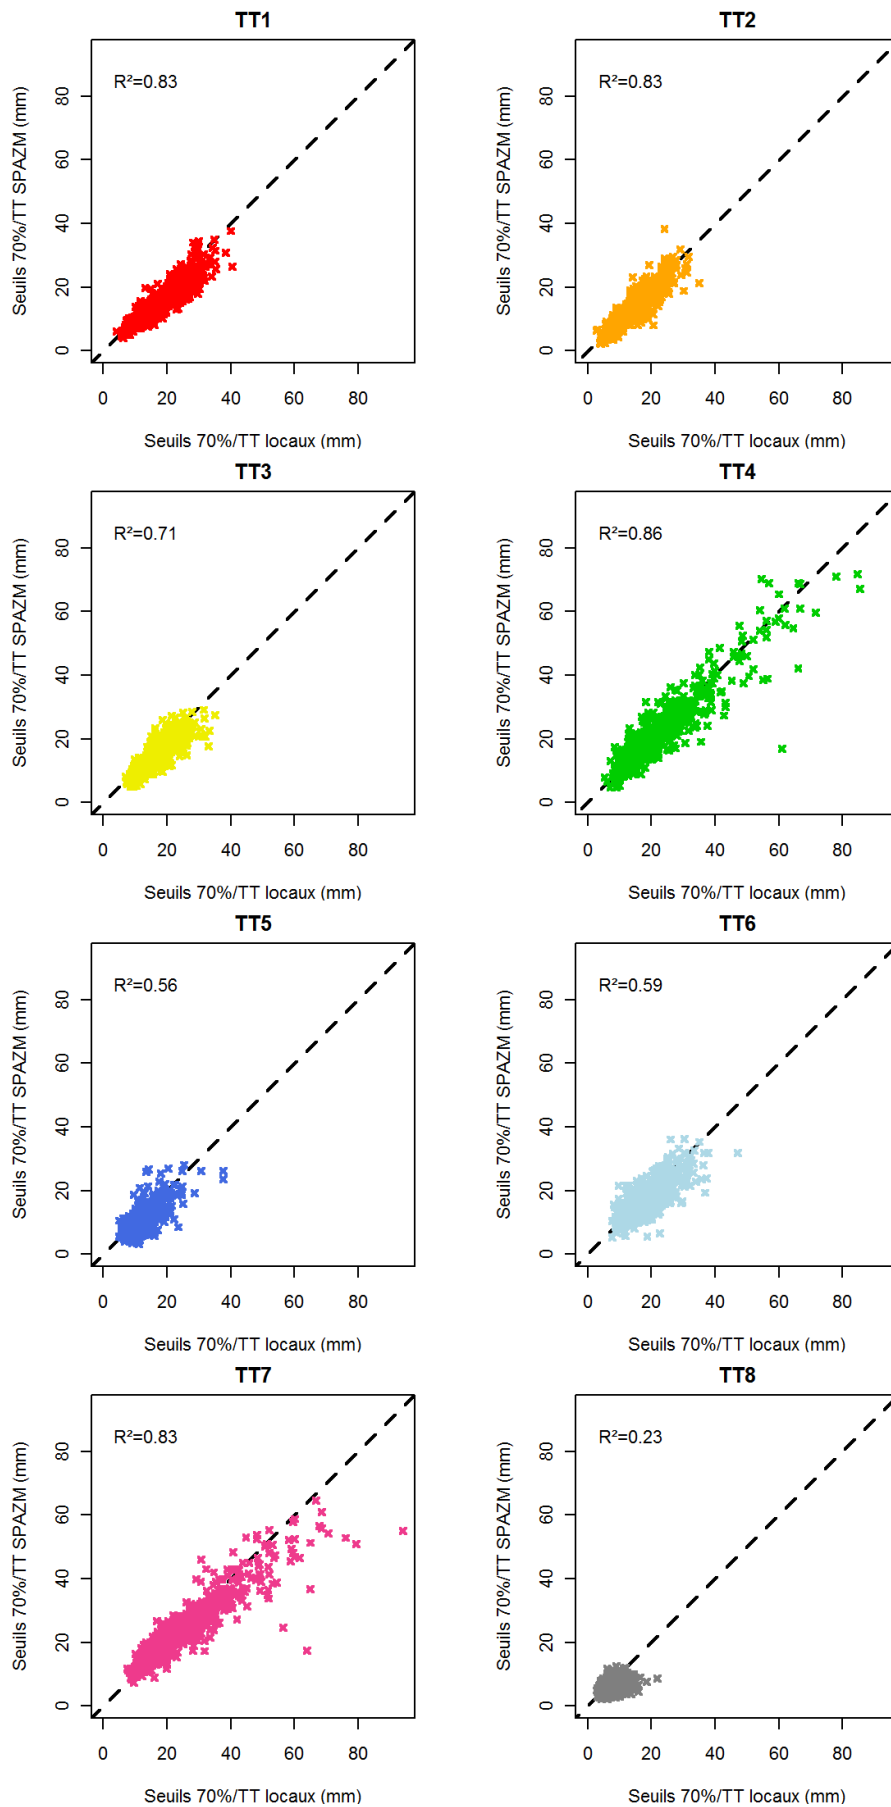 TT1
R²=0.83
Seuils 70%/TT SPAZM (mm)
80
60
40
20
0
0 20 40 60 80
Seuils 70%/TT locaux (mm)
TT2
R²=0.83
Seuils 70%/TT SPAZM (mm)
80
60
40
20
0
0 20 40 60 80
Seuils 70%/TT locaux (mm)
TT3
R²=0.71
Seuils 70%/TT SPAZM (mm)
80
60
40
20
0
0 20 40 60 80
Seuils 70%/TT locaux (mm)
TT4
R²=0.86
Seuils 70%/TT SPAZM (mm)
80
60
40
20
0
0 20 40 60 80
Seuils 70%/TT locaux (mm)
TT5
R²=0.56
Seuils 70%/TT SPAZM (mm)
80
60
40
20
0
0 20 40 60 80
Seuils 70%/TT locaux (mm)
TT6
R²=0.59
Seuils 70%/TT SPAZM (mm)
80
60
40
20
0
0 20 40 60 80
Seuils 70%/TT locaux (mm)
TT7
R²=0.83
Seuils 70%/TT SPAZM (mm)
80
60
40
20
0
0 20 40 60 80
Seuils 70%/TT locaux (mm)
TT8
R²=0.23
Seuils 70%/TT SPAZM (mm)
80
60
40
20
0
0 20 40 60 80
Seuils 70%/TT locaux (mm)